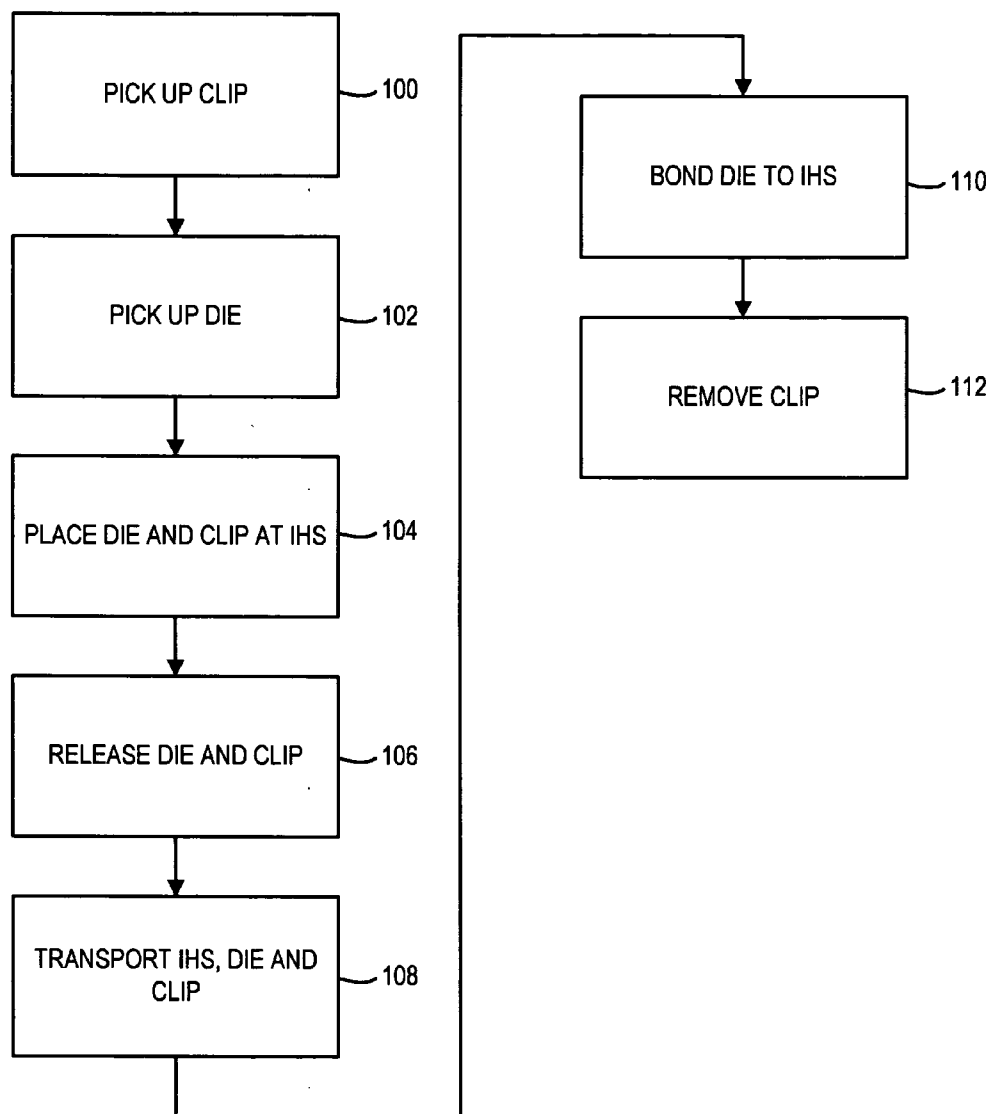 PICK UP CLIP
100
PICK UP DIE
102
PLACE DIE AND CLIP AT IHS
104
RELEASE DIE AND CLIP
106
TRANSPORT IHS, DIE AND
CLIP
108
BOND DIE TO IHS
110
REMOVE CLIP
112